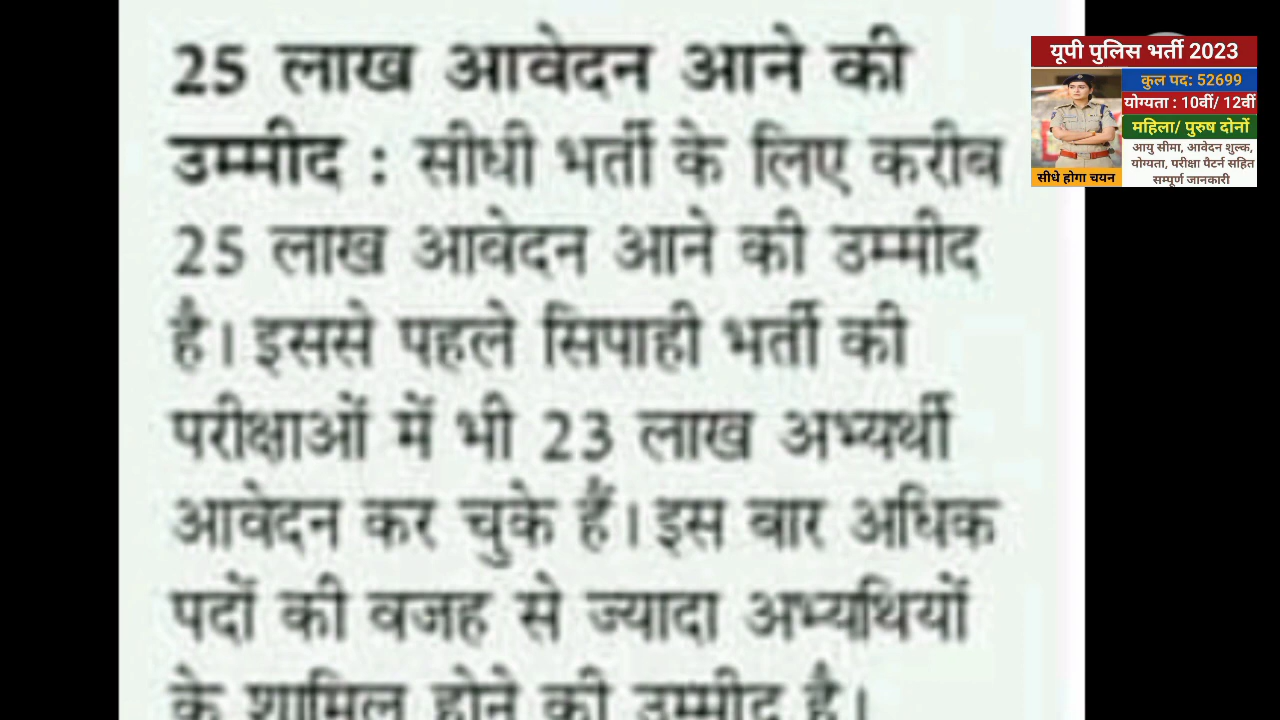 25 लाख आवेदन आने की
उम्मीद : सीधी भर्ती के लिए करीब
25 लाख आवेदन आने की उम्मीद
है। इससे पहले सिपाही भर्ती की
परीक्षाओं में भी 23 लाख अभ्यर्थी
आवेदन कर चुके हैं। इस बार अधिक
पदों की वजह से ज्यादा अभ्यथियों
के शामिल होने की उम्मीद है।
यूपी पुलिस भर्ती 2023
कुल पद: 52699
योग्यता : 10वीं/ 12वीं
महिला/ पुरुष दोनों
आयु सीमा, आवेदन शुल्क,
योग्यता, परीक्षा पैटर्न सहित
सम्पूर्ण जानकारी
सीधे होगा चयन